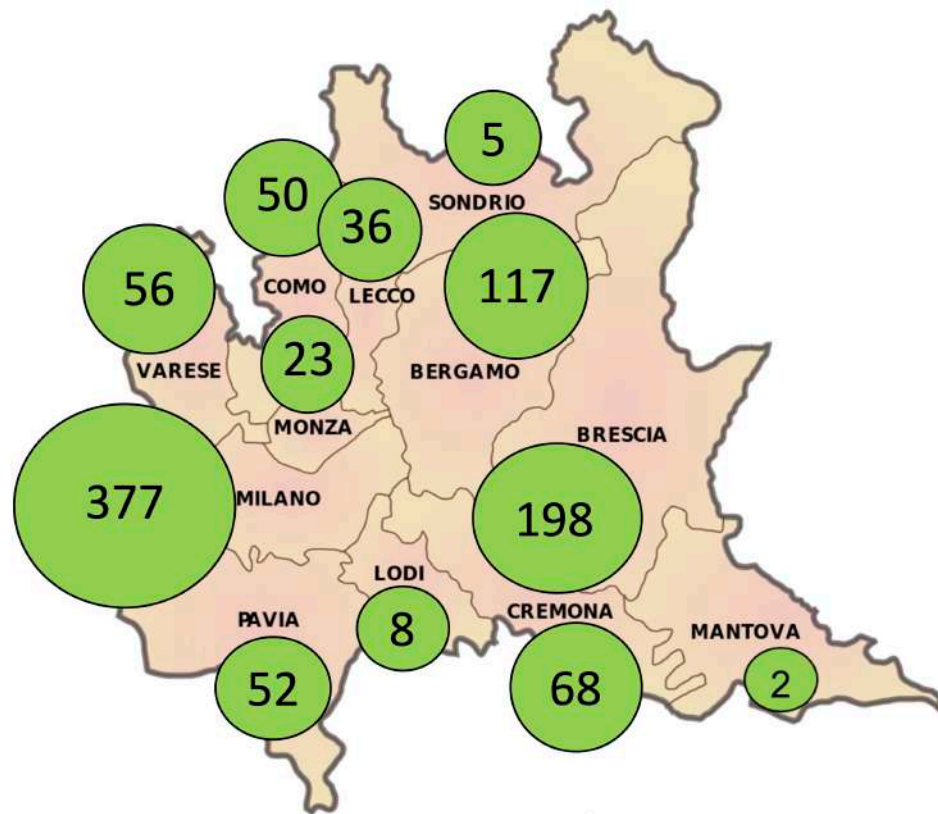 5
50
SONDRIO
36
56
COMO
LECCO
117
VARESE
23
BERGAMO
MONZA
BRESCIA
377
MILANO
198
LODI
PAVIA
8
CREMONA
MANTOVA
52
68
2